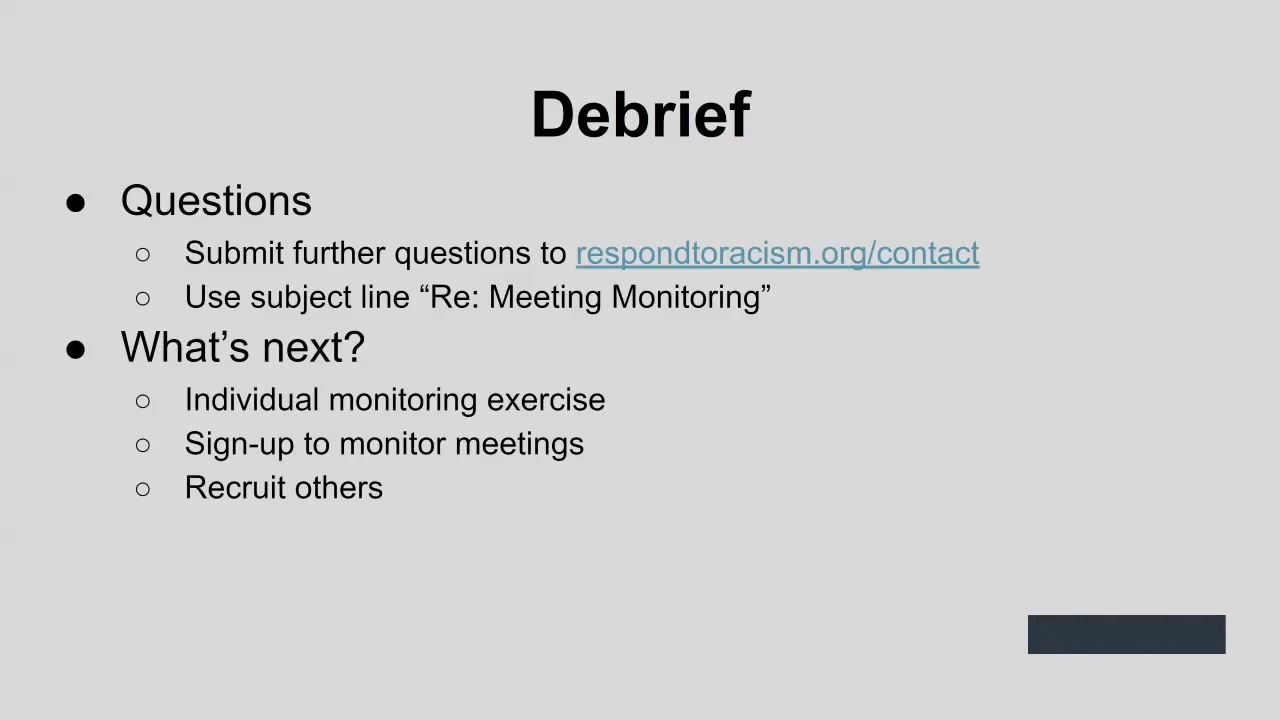 Debrief
● Questions
○ Submit further questions to respondtoracism.org/contact
○ Use subject line “Re: Meeting Monitoring”
● What’s next?
○ Individual monitoring exercise
○ Sign-up to monitor meetings
○ Recruit others